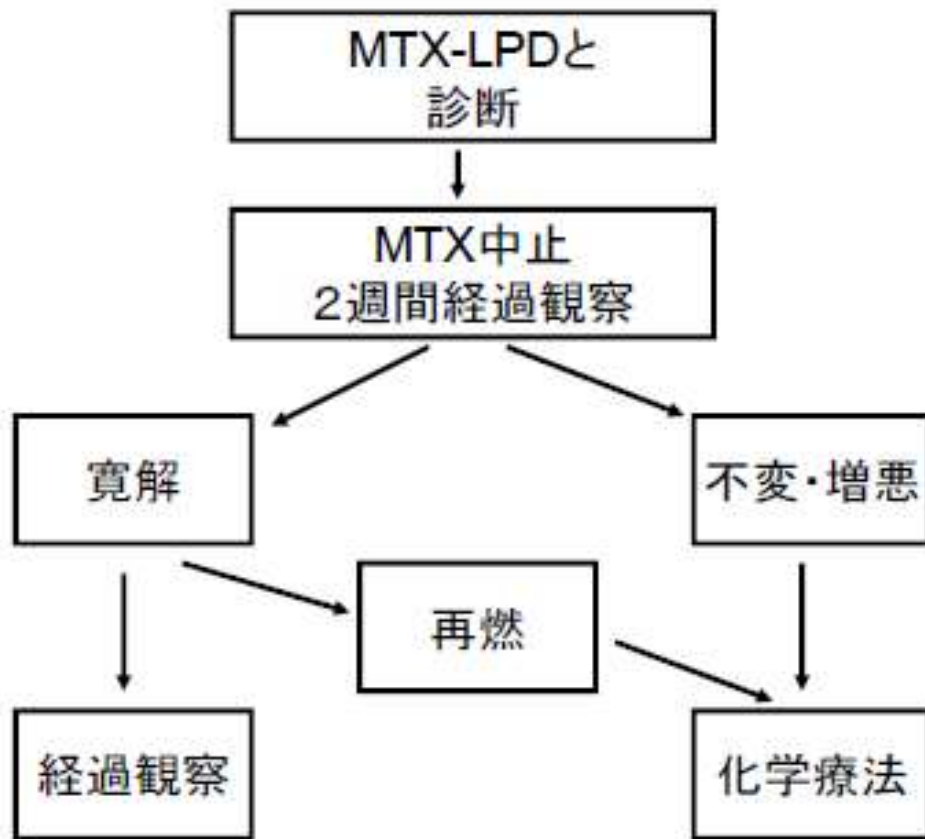 MTX-LPDと
診断
MTX中止
２週間経過観察
寛解
不変・増悪
再燃
経過観察
化学療法